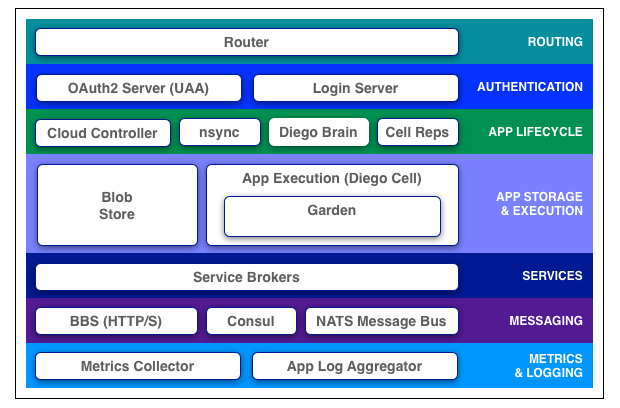 Router
ROUTING
OAuth2 Server (UAA)
Login Server
AUTHENTICATION
Cloud Controller
nsync
Diego Brain
Cell Reps
APP LIFECYCLE
Blob
Store
App Execution (Diego Cell)
Garden
APP STORAGE
& EXECUTION
Service Brokers
SERVICES
BBS (HTTP/S)
Consul
NATS Message Bus
MESSAGING
Metrics Collector
App Log Aggregator
METRICS
& LOGGING